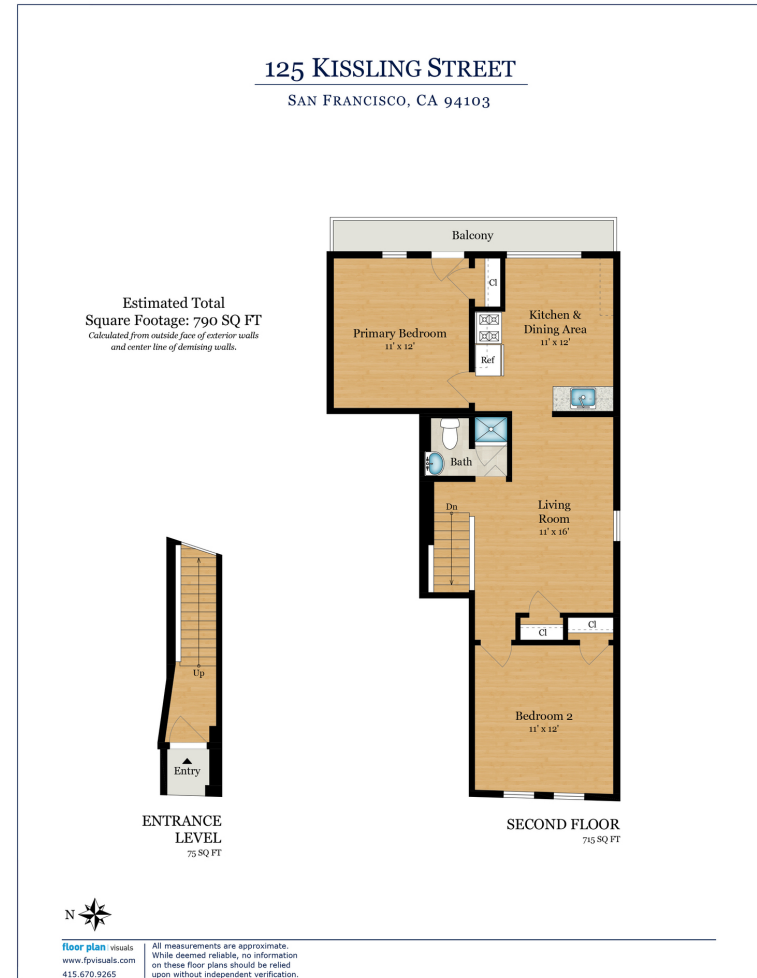 125 Kissling Street
San Francisco, CA 94103
Estimated Total
Square Footage: 790 SQ FT
Calculated from outside face of exterior walls
and center line of demising walls.
Balcony
Cl
Primary Bedroom
11' x 12'
Kitchen &
Dining Area
11' x 12'
Ref
Bath
Dn
Living
Room
11' x 16'
Cl
Cl
Bedroom 2
11' x 12'
Up
Entry
ENTRANCE
LEVEL
75 SQ FT
SECOND FLOOR
715 SQ FT
N
floor plan | visuals
www.fpvisuals.com
415.670.9265
All measurements are approximate.
While deemed reliable, no information
on these floor plans should be relied
upon without independent verification.